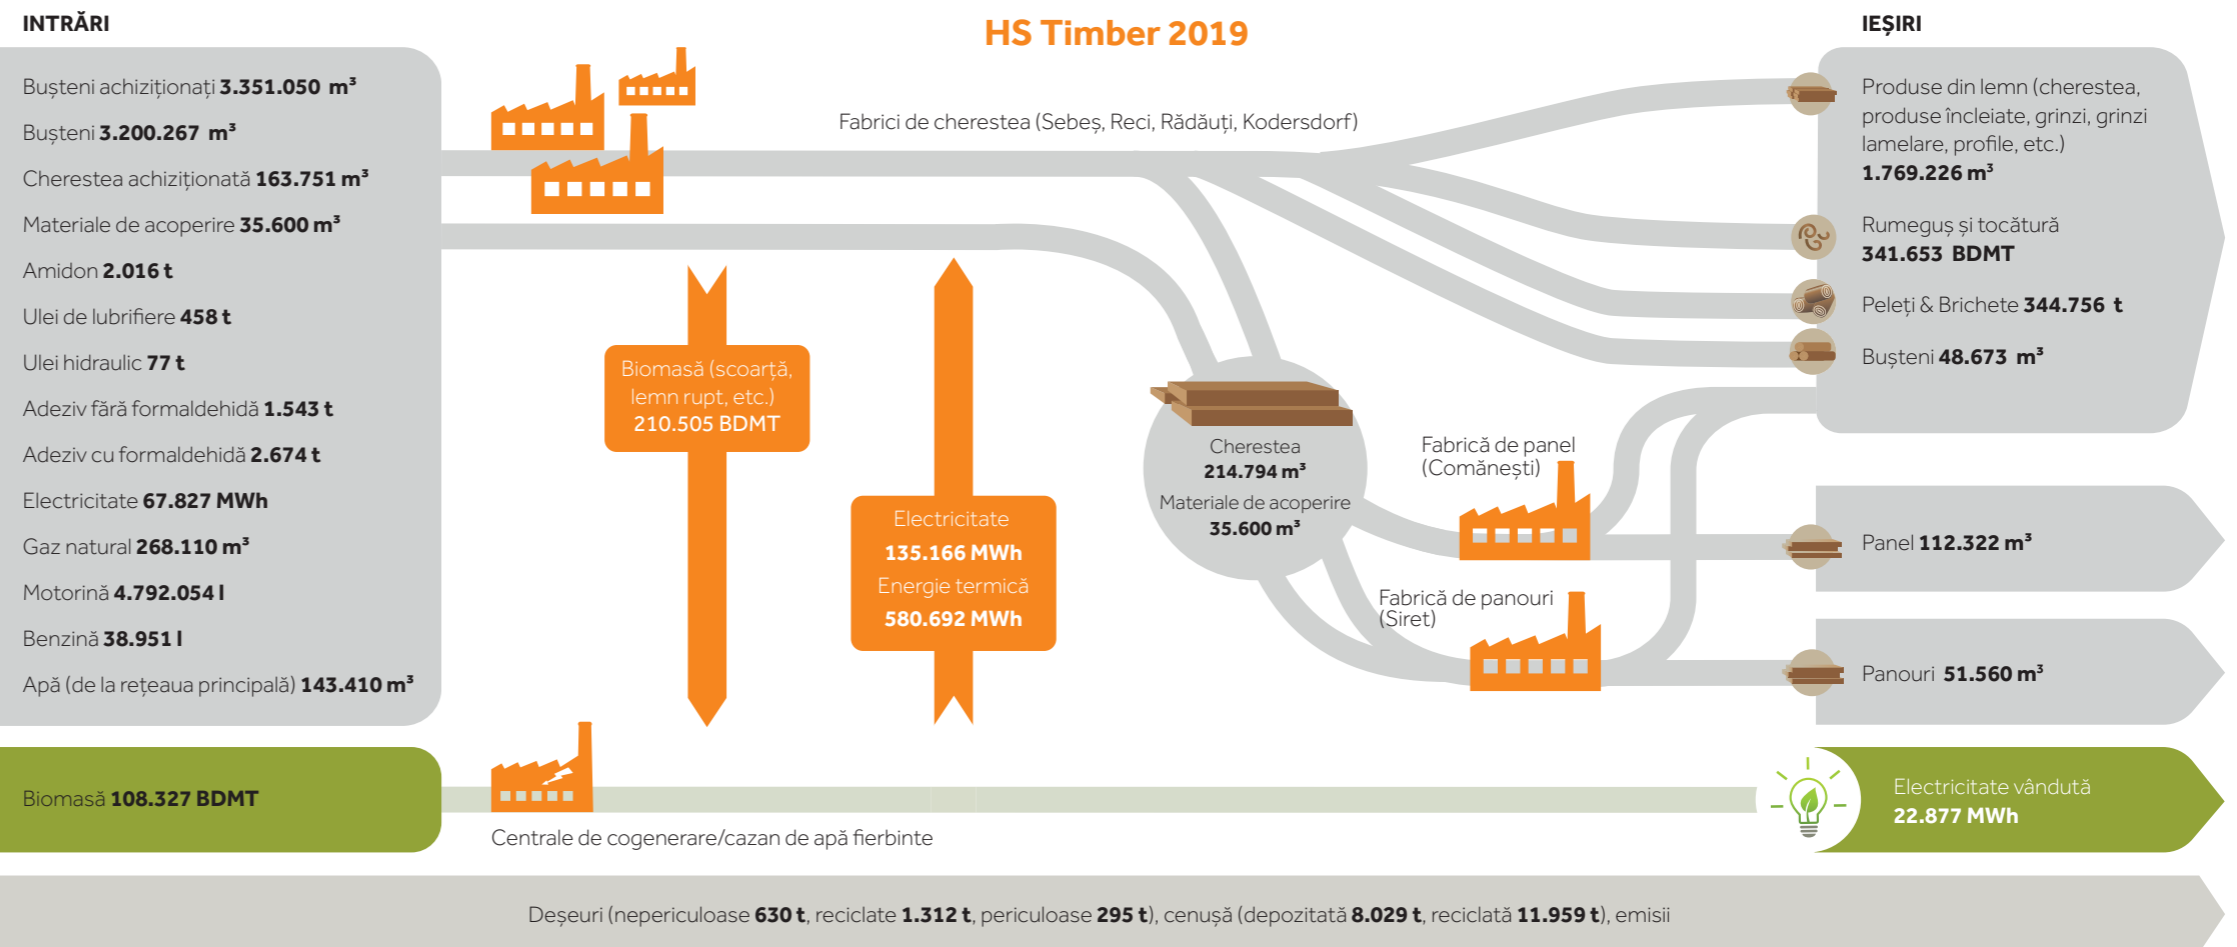 INTRĂRI
HS Timber 2019
IEȘIRI
Bușteni achiziționați 3.351.050 m³
Bușteni 3.200.267 m³
Cherestea achiziționată 163.751 m³
Materiale de acoperire 35.600 m³
Amidon 2.016 t
Ulei de lubrifiere 458 t
Ulei hidraulic 77 t
Adeziv fără formaldehidă 1.543 t
Adeziv cu formaldehidă 2.674 t
Electricitate 67.827 MWh
Gaz natural 268.110 m³
Motorină 4.792.054 l
Benzină 38.951 l
Apă (de la rețeaua principală) 143.410 m³
Biomasă 108.327 BDMT
Fabrici de cherestea (Sebeș, Reci, Rădăuți, Kodersdorf)
Biomasă (scoarță,
lemn rupt, etc.)
210.505 BDMT
Electricitate
135.166 MWh
Energie termică
580.692 MWh
Cherestea
214.794 m³
Materiale de acoperire
35.600 m³
Fabrică de panel
(Comănești)
Fabrică de panouri
(Siret)
Centrale de cogenerare/cazan de apă fierbinte
Produse din lemn (cherestea,
produse încleiate, grinzi, grinzi
lamelare, profile, etc.)
1.769.226 m³
Rumeguș și tocătură
341.653 BDMT
Peleți & Brichete 344.756 t
Bușteni 48.673 m³
Panel 112.322 m³
Panouri 51.560 m³
Electricitate vândută
22.877 MWh
Deșeuri (nepericuloase 630 t, reciclate 1.312 t, periculoase 295 t), cenușă (depozitată 8.029 t, reciclată 11.959 t), emisii